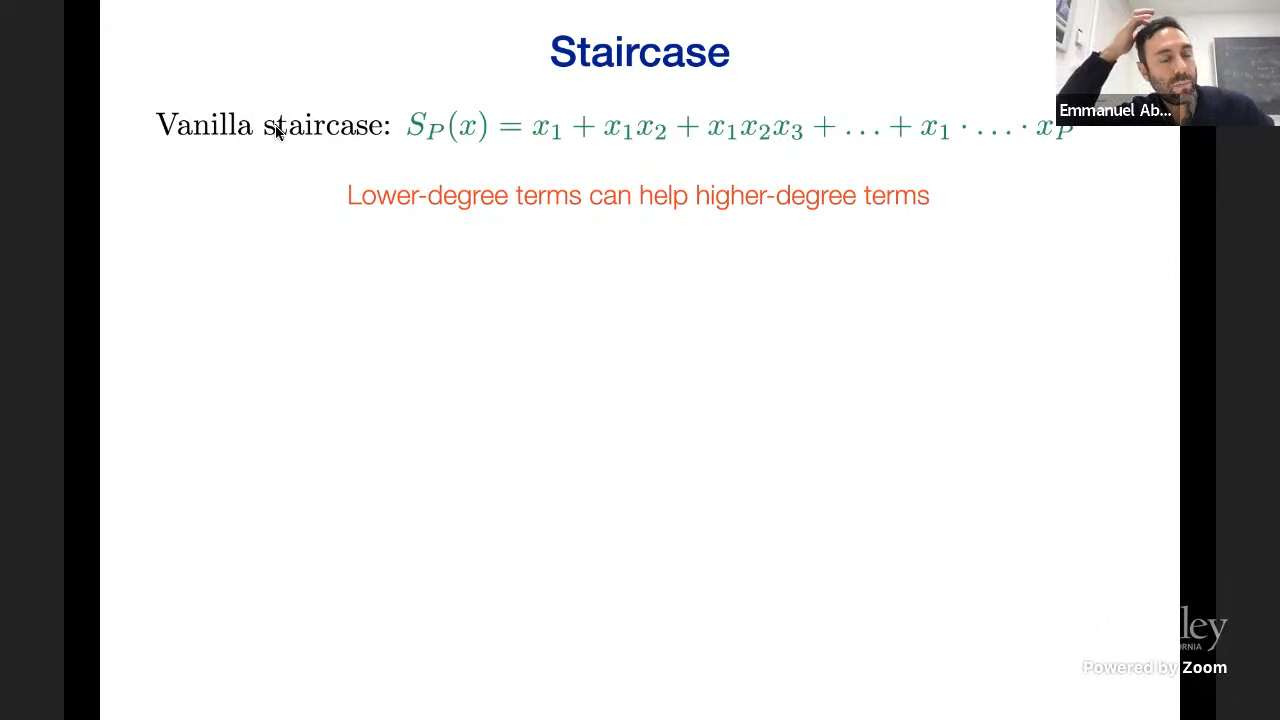 Staircase
Vanilla staircase: S_P(x) = x_1 + x_1x_2 + x_1x_2x_3 + … + x_1 · … · x_P
Emmanuel Ab...
Lower-degree terms can help higher-degree terms
Powered by Zoom